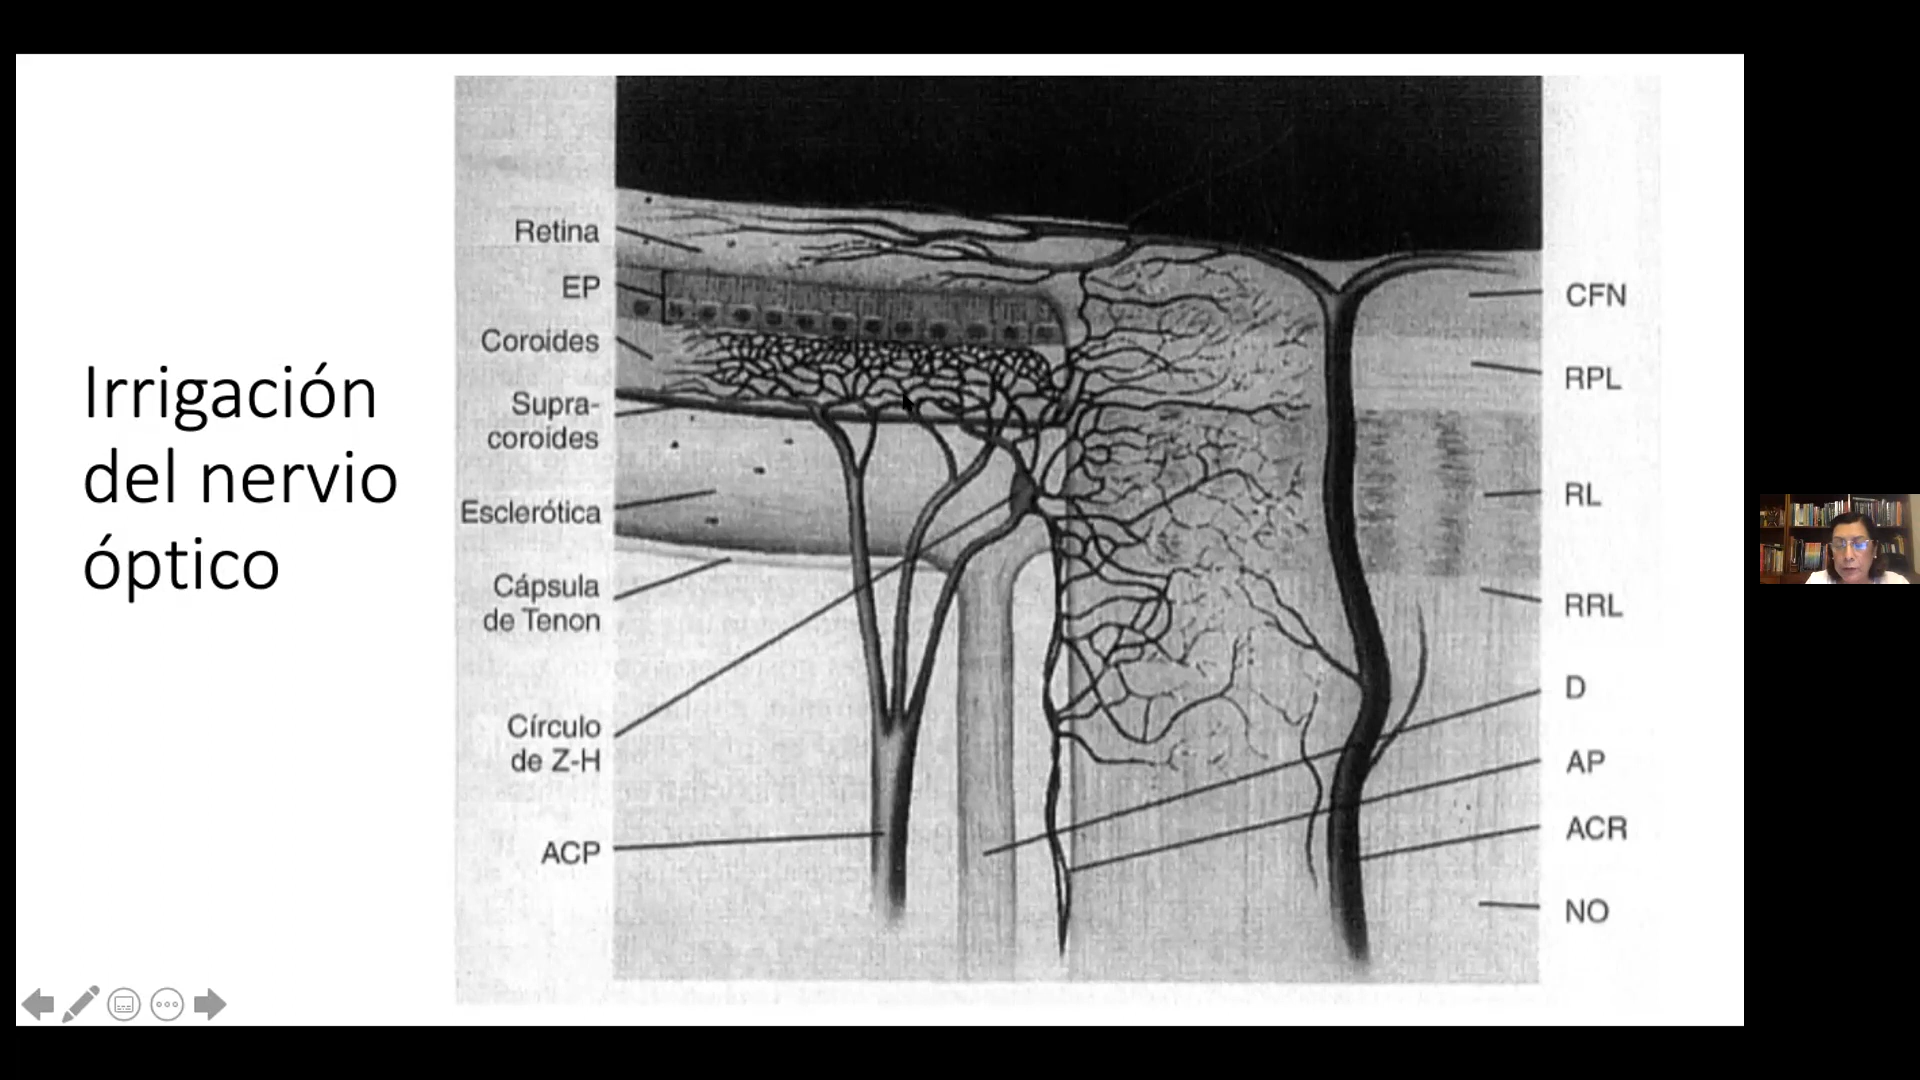 Irrigación
del nervio
óptico
Retina
EP
Coroides
Supra-
coroides
Esclerótica
Cápsula
de Tenon
Círculo
de Z-H
ACP
CFN
RPL
RL
RRL
D
AP
ACR
NO